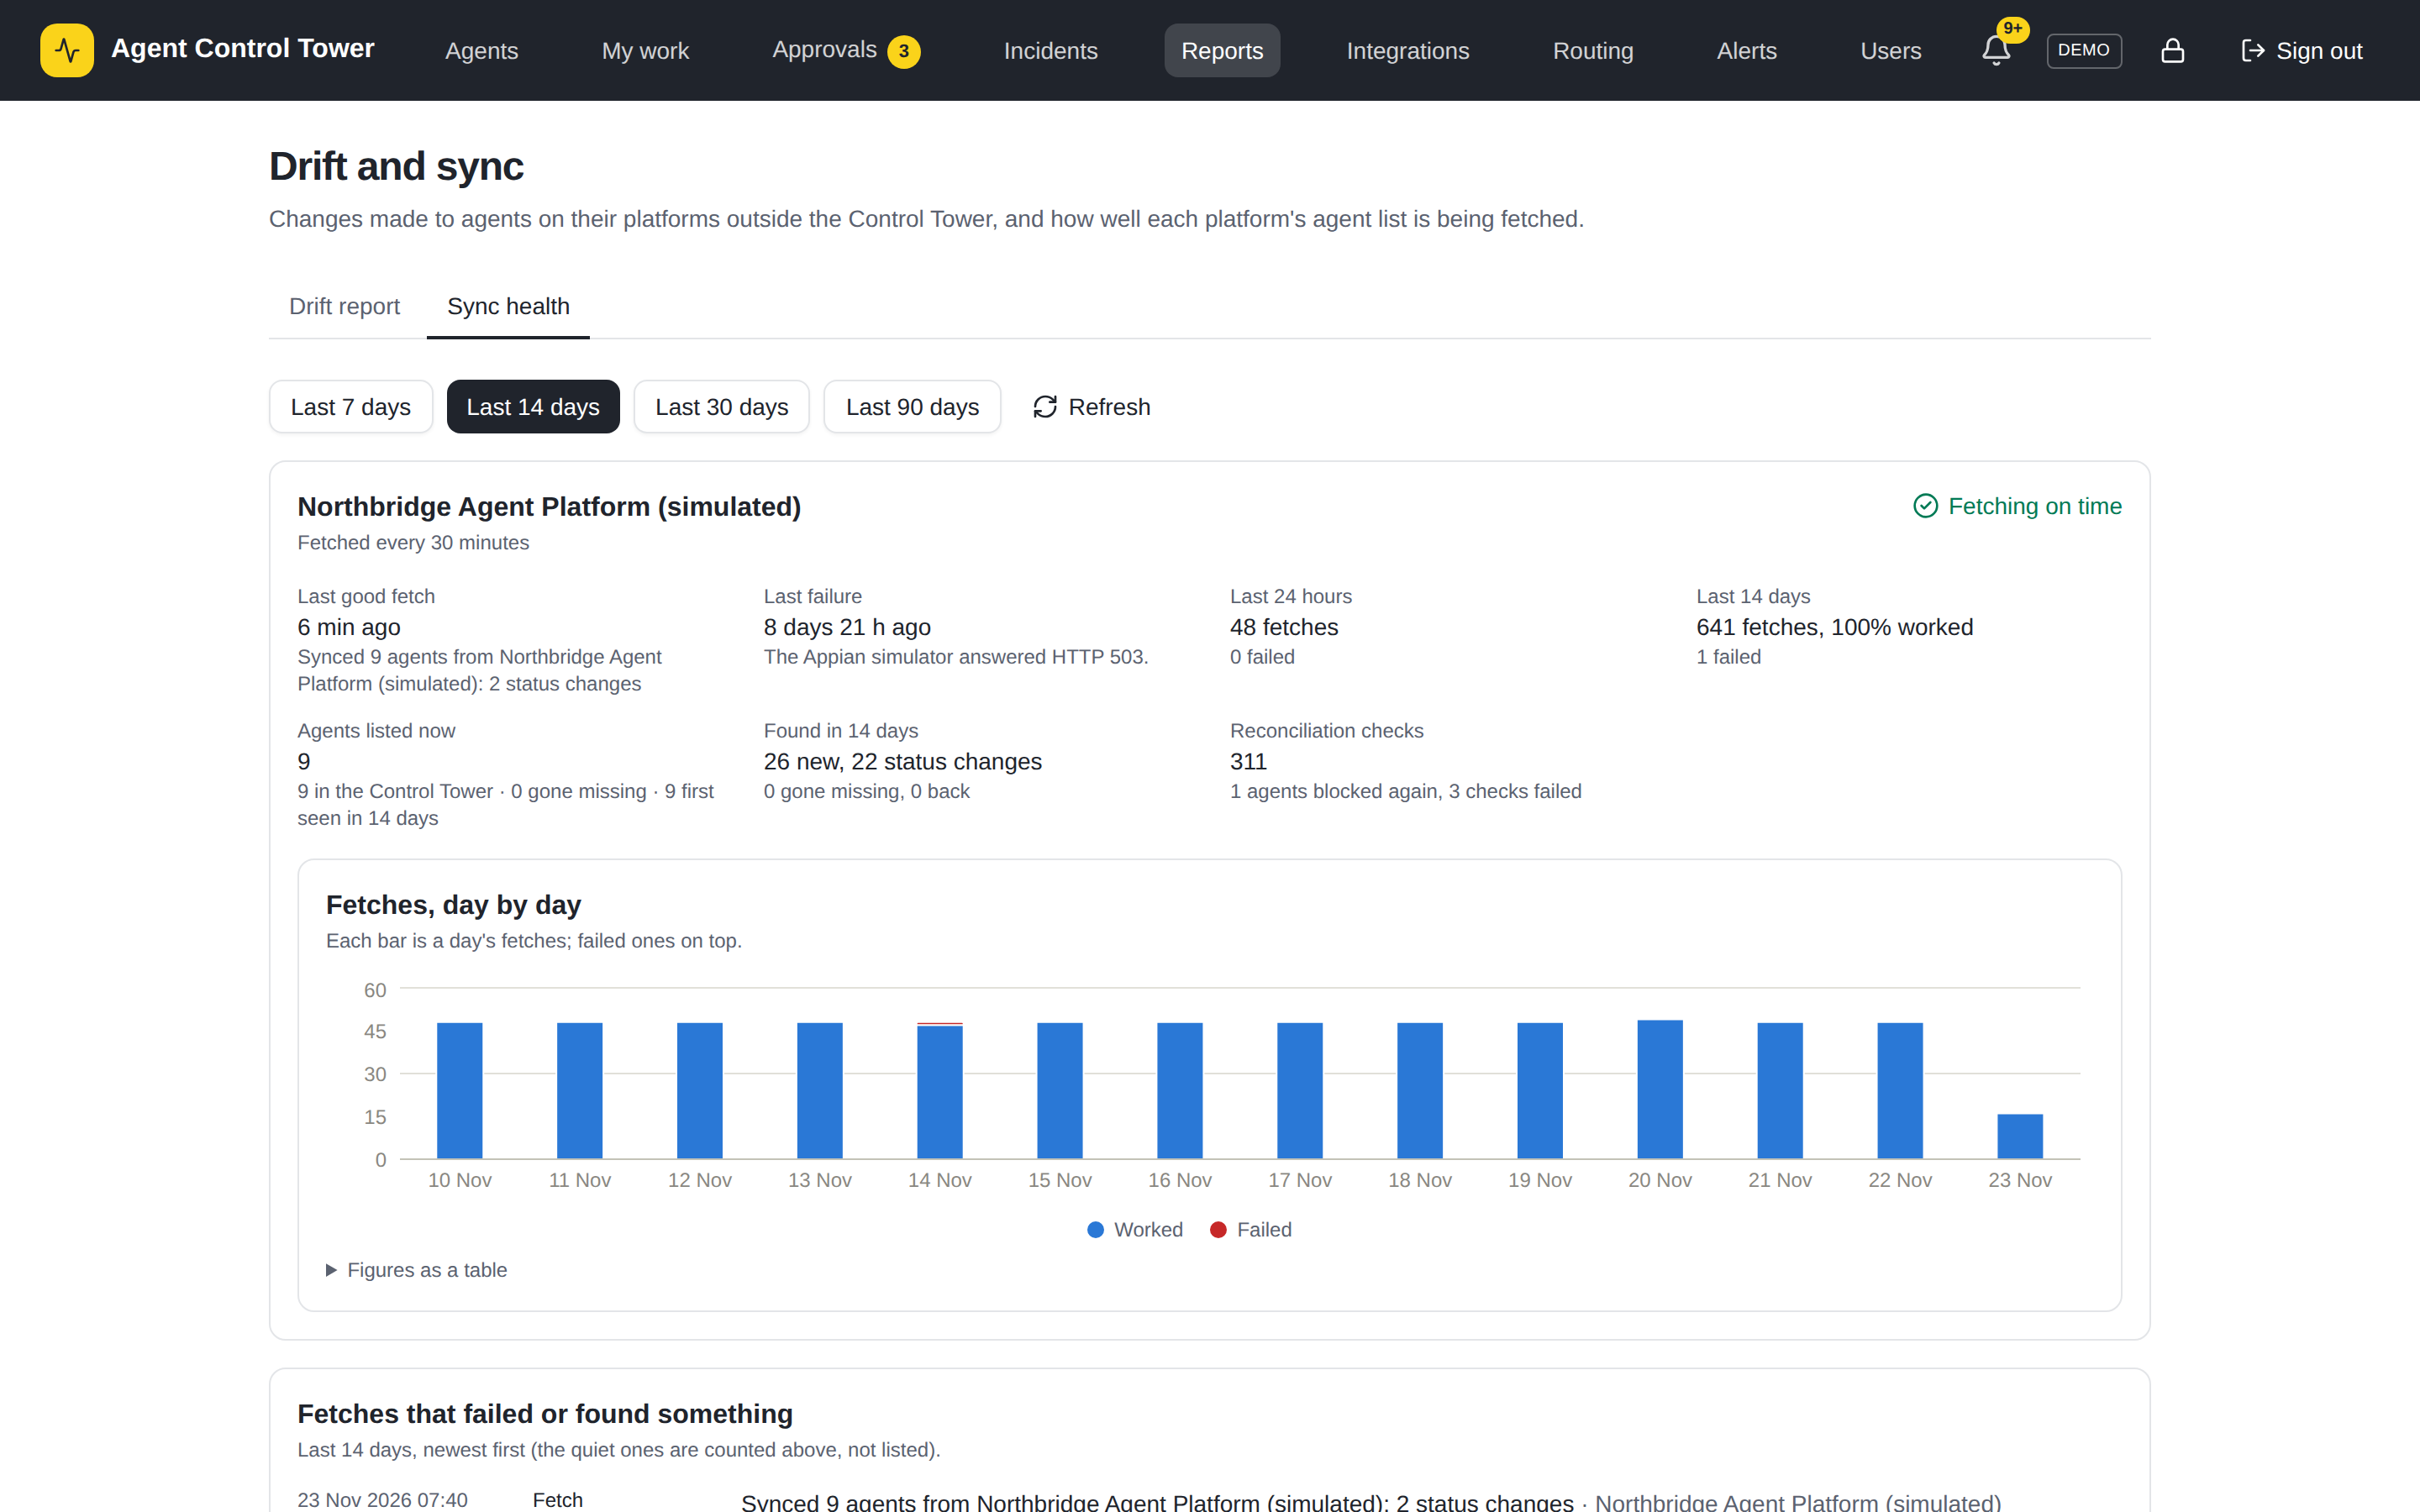 Agent Control Tower
Agents
My work
Approvals 3
Incidents
Reports
Integrations
Routing
Alerts
Users
9+
DEMO
Sign out
Drift and sync
Changes made to agents on their platforms outside the Control Tower, and how well each platform's agent list is being fetched.
Drift report
Sync health
Last 7 days
Last 14 days
Last 30 days
Last 90 days
Refresh
Northbridge Agent Platform (simulated)
Fetching on time
Fetched every 30 minutes
Last good fetch
6 min ago
Synced 9 agents from Northbridge Agent
Platform (simulated): 2 status changes
Last failure
8 days 21 h ago
The Appian simulator answered HTTP 503.
Last 24 hours
48 fetches
0 failed
Last 14 days
641 fetches, 100% worked
1 failed
Agents listed now
9
9 in the Control Tower · 0 gone missing · 9 first
seen in 14 days
Found in 14 days
26 new, 22 status changes
0 gone missing, 0 back
Reconciliation checks
311
1 agents blocked again, 3 checks failed
Fetches, day by day
Each bar is a day's fetches; failed ones on top.
60
45
30
15
0
10 Nov
11 Nov
12 Nov
13 Nov
14 Nov
15 Nov
16 Nov
17 Nov
18 Nov
19 Nov
20 Nov
21 Nov
22 Nov
23 Nov
Worked
Failed
Figures as a table
Fetches that failed or found something
Last 14 days, newest first (the quiet ones are counted above, not listed).
23 Nov 2026 07:40
Fetch
Synced 9 agents from Northbridge Agent Platform (simulated): 2 status changes · Northbridge Agent Platform (simulated)